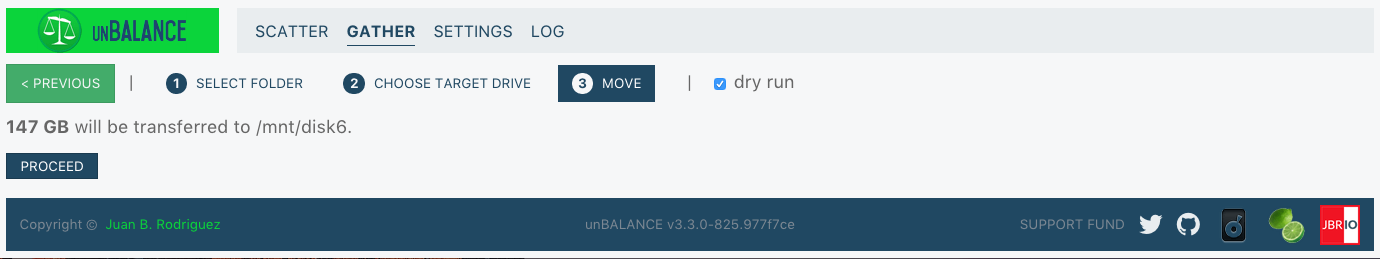 unBALANCE SCATTER GATHER SETTINGS LOG
< PREVIOUS | 1 SELECT FOLDER 2 CHOOSE TARGET DRIVE 3 MOVE | dry run
147 GB will be transferred to /mnt/disk6.
PROCEED
Copyright © Juan B. Rodriguez unBALANCE v3.3.0-825.977f7ce SUPPORT FUND JBRIO